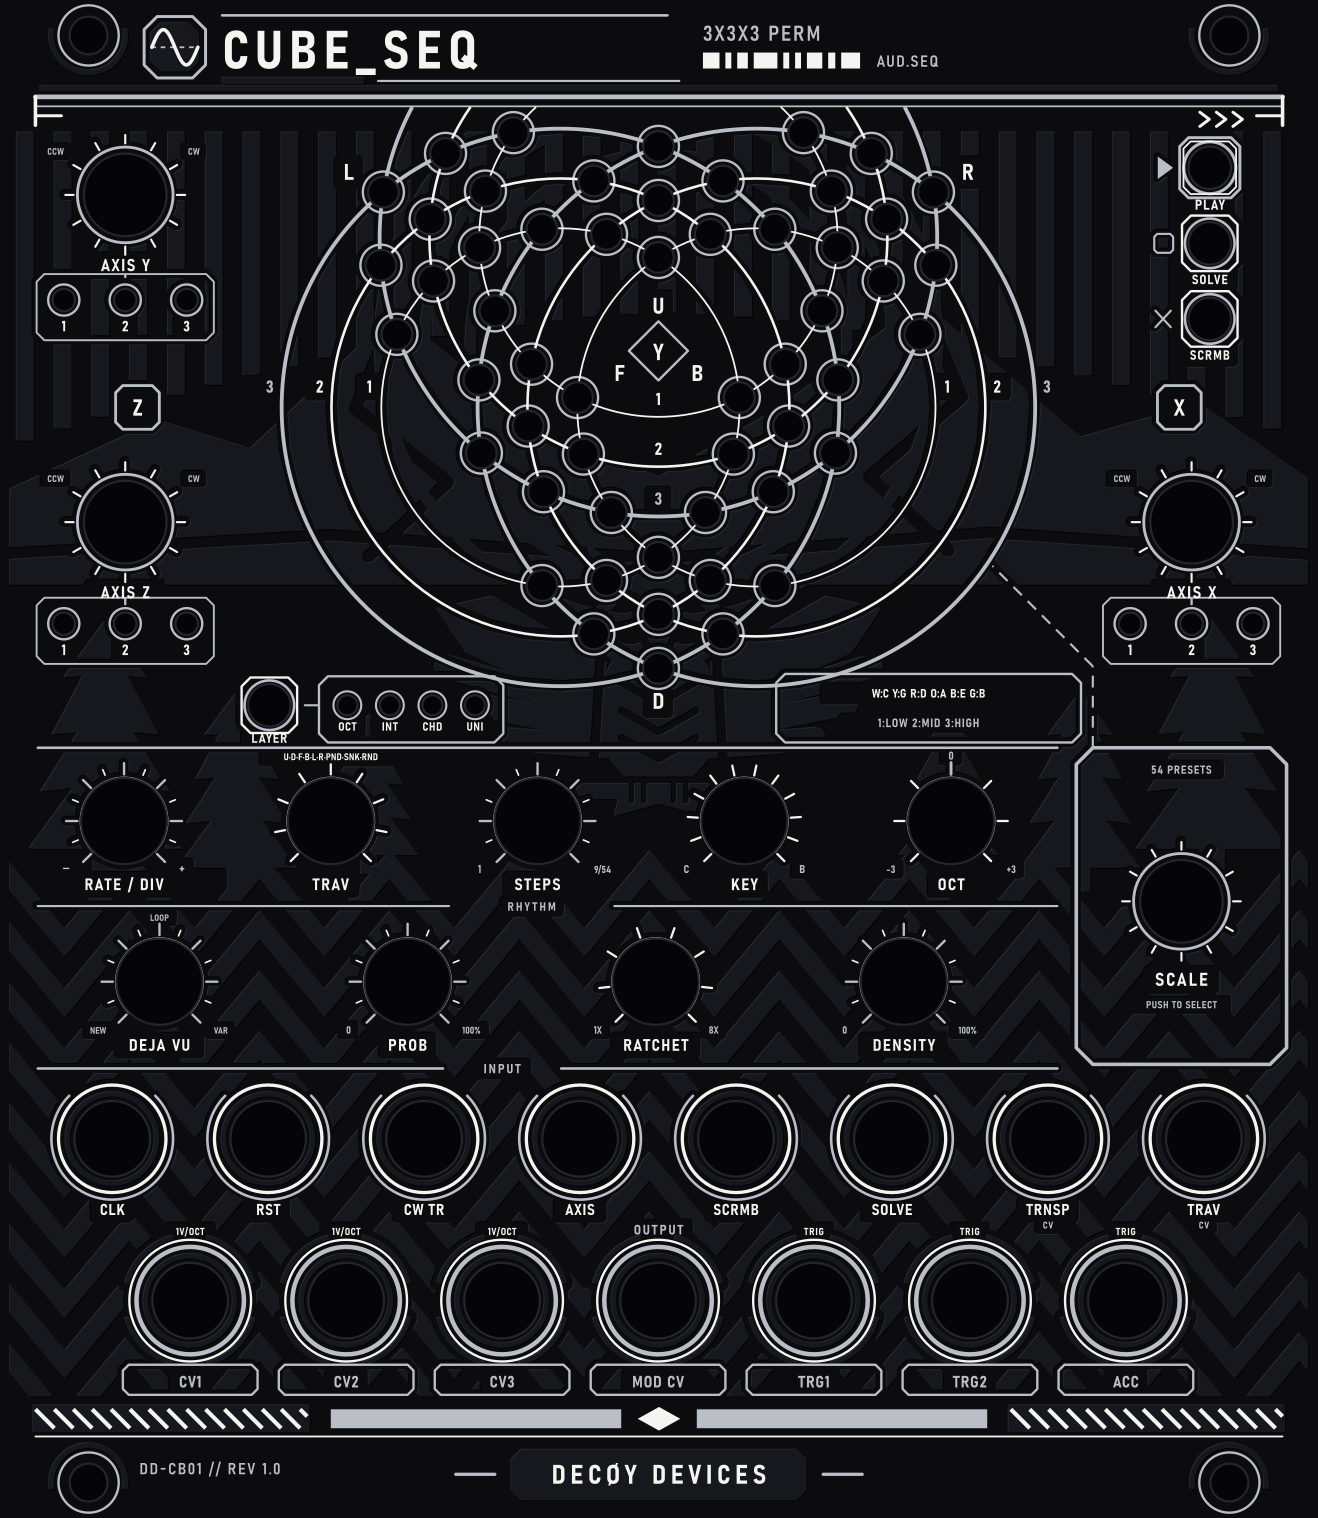 CUBE_SEQ
3X3X3 PERM
AUD.SEQ
CCW CW
AXIS Y
1 2 3
L R
PLAY
SOLVE
SCRMB
U
Y
F B
1
2
3
3 2 1
1 2 3
Z
X
CCW CW
AXIS Z
1 2 3
CCW CW
AXIS X
1 2 3
D
LAYER
OCT INT CHD UNI
W:C Y:G R:D O:A B:E G:B
1:LOW 2:MID 3:HIGH
U-D-F-B-L-R-PND-SNK-RND
0
− +
RATE / DIV
TRAV
1 9/54
STEPS
C B
KEY
-3 +3
OCT
54 PRESETS
SCALE
PUSH TO SELECT
RHYTHM
LOOP
NEW VAR
DEJA VU
0 100%
PROB
1X 8X
RATCHET
0 100%
DENSITY
INPUT
CLK RST CW TR AXIS SCRMB SOLVE TRNSP TRAV
CV CV
OUTPUT
1V/OCT 1V/OCT 1V/OCT TRIG TRIG TRIG
CV1 CV2 CV3 MOD CV TRG1 TRG2 ACC
DD-CB01 // REV 1.0
DECØY DEVICES